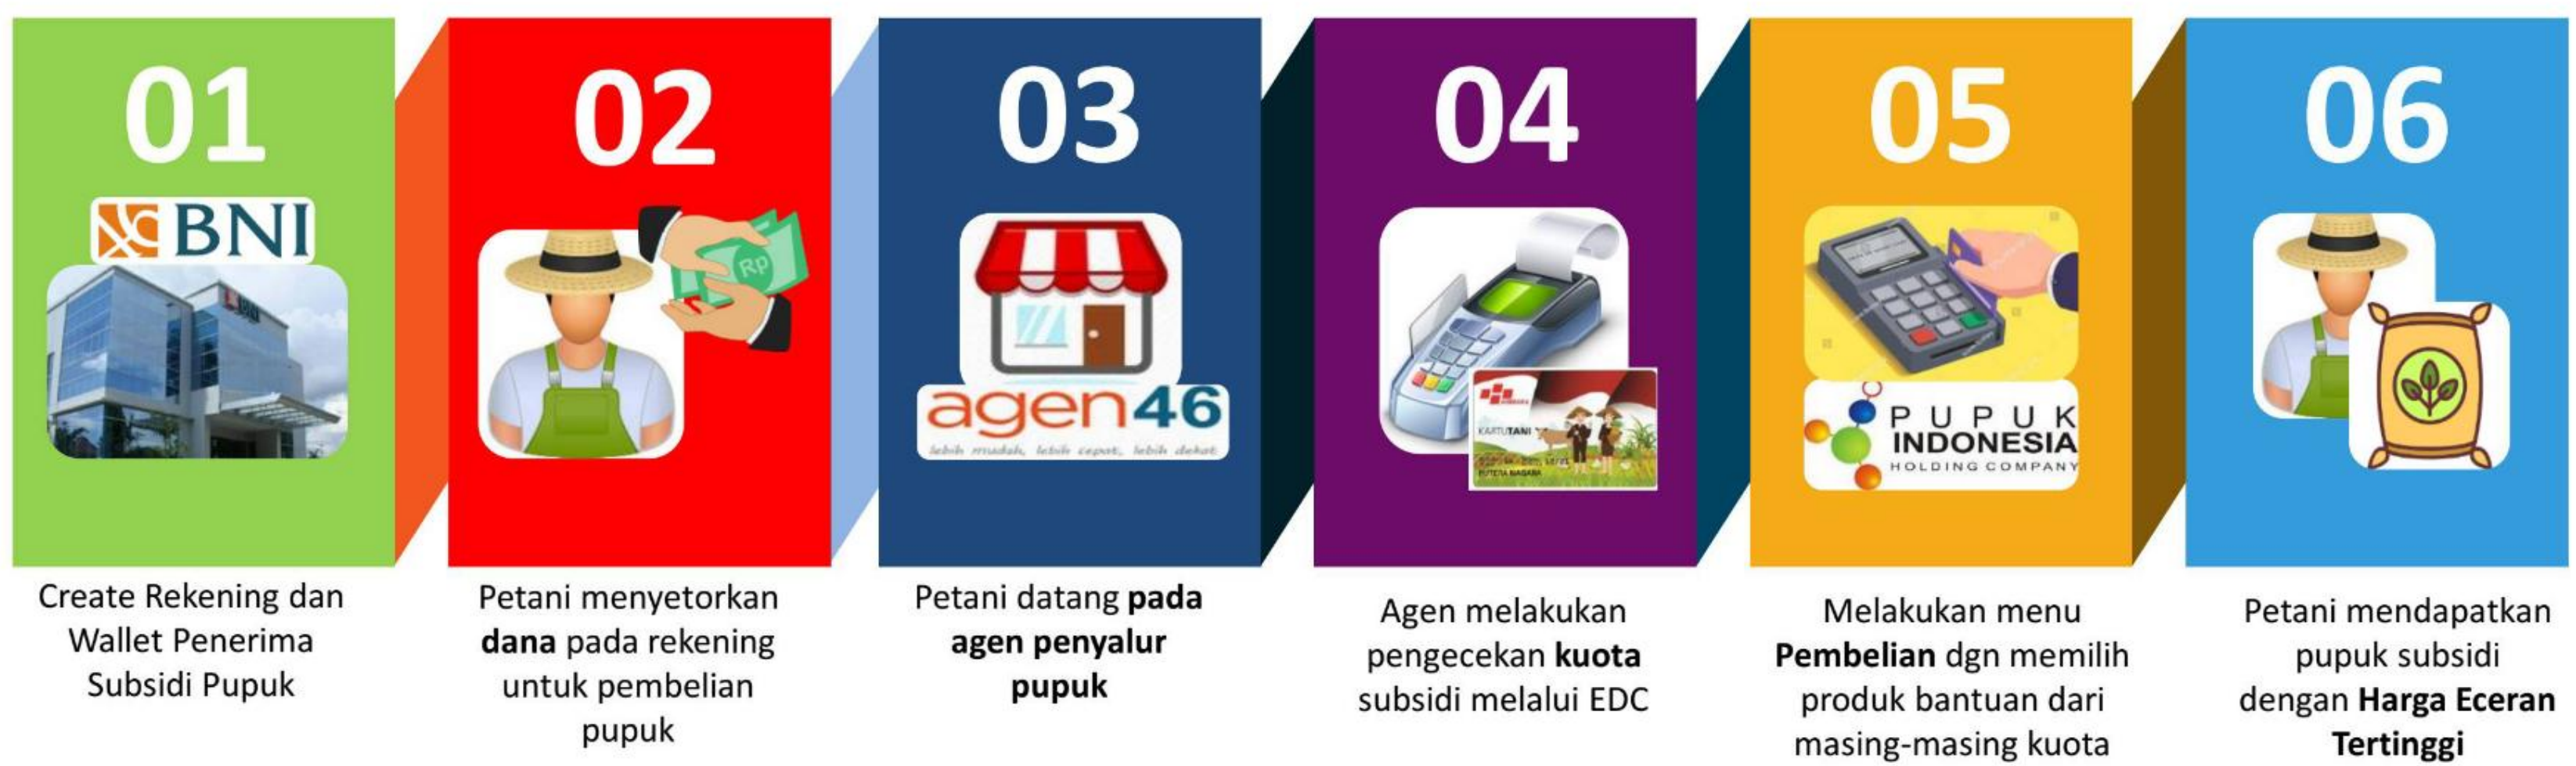 01
BNI
Create Rekening dan
Wallet Penerima
Subsidi Pupuk
02
Rp
Petani menyetorkan
dana pada rekening
untuk pembelian
pupuk
03
agen46
lebih mudah, lebih cepat, lebih dekat
Petani datang pada
agen penyalur
pupuk
04
KARTUTANI
Agen melakukan
pengecekan kuota
subsidi melalui EDC
05
PUPUK
INDONESIA
HOLDING COMPANY
Melakukan menu
Pembelian dgn memilih
produk bantuan dari
masing-masing kuota
06
Petani mendapatkan
pupuk subsidi
dengan Harga Eceran
Tertinggi